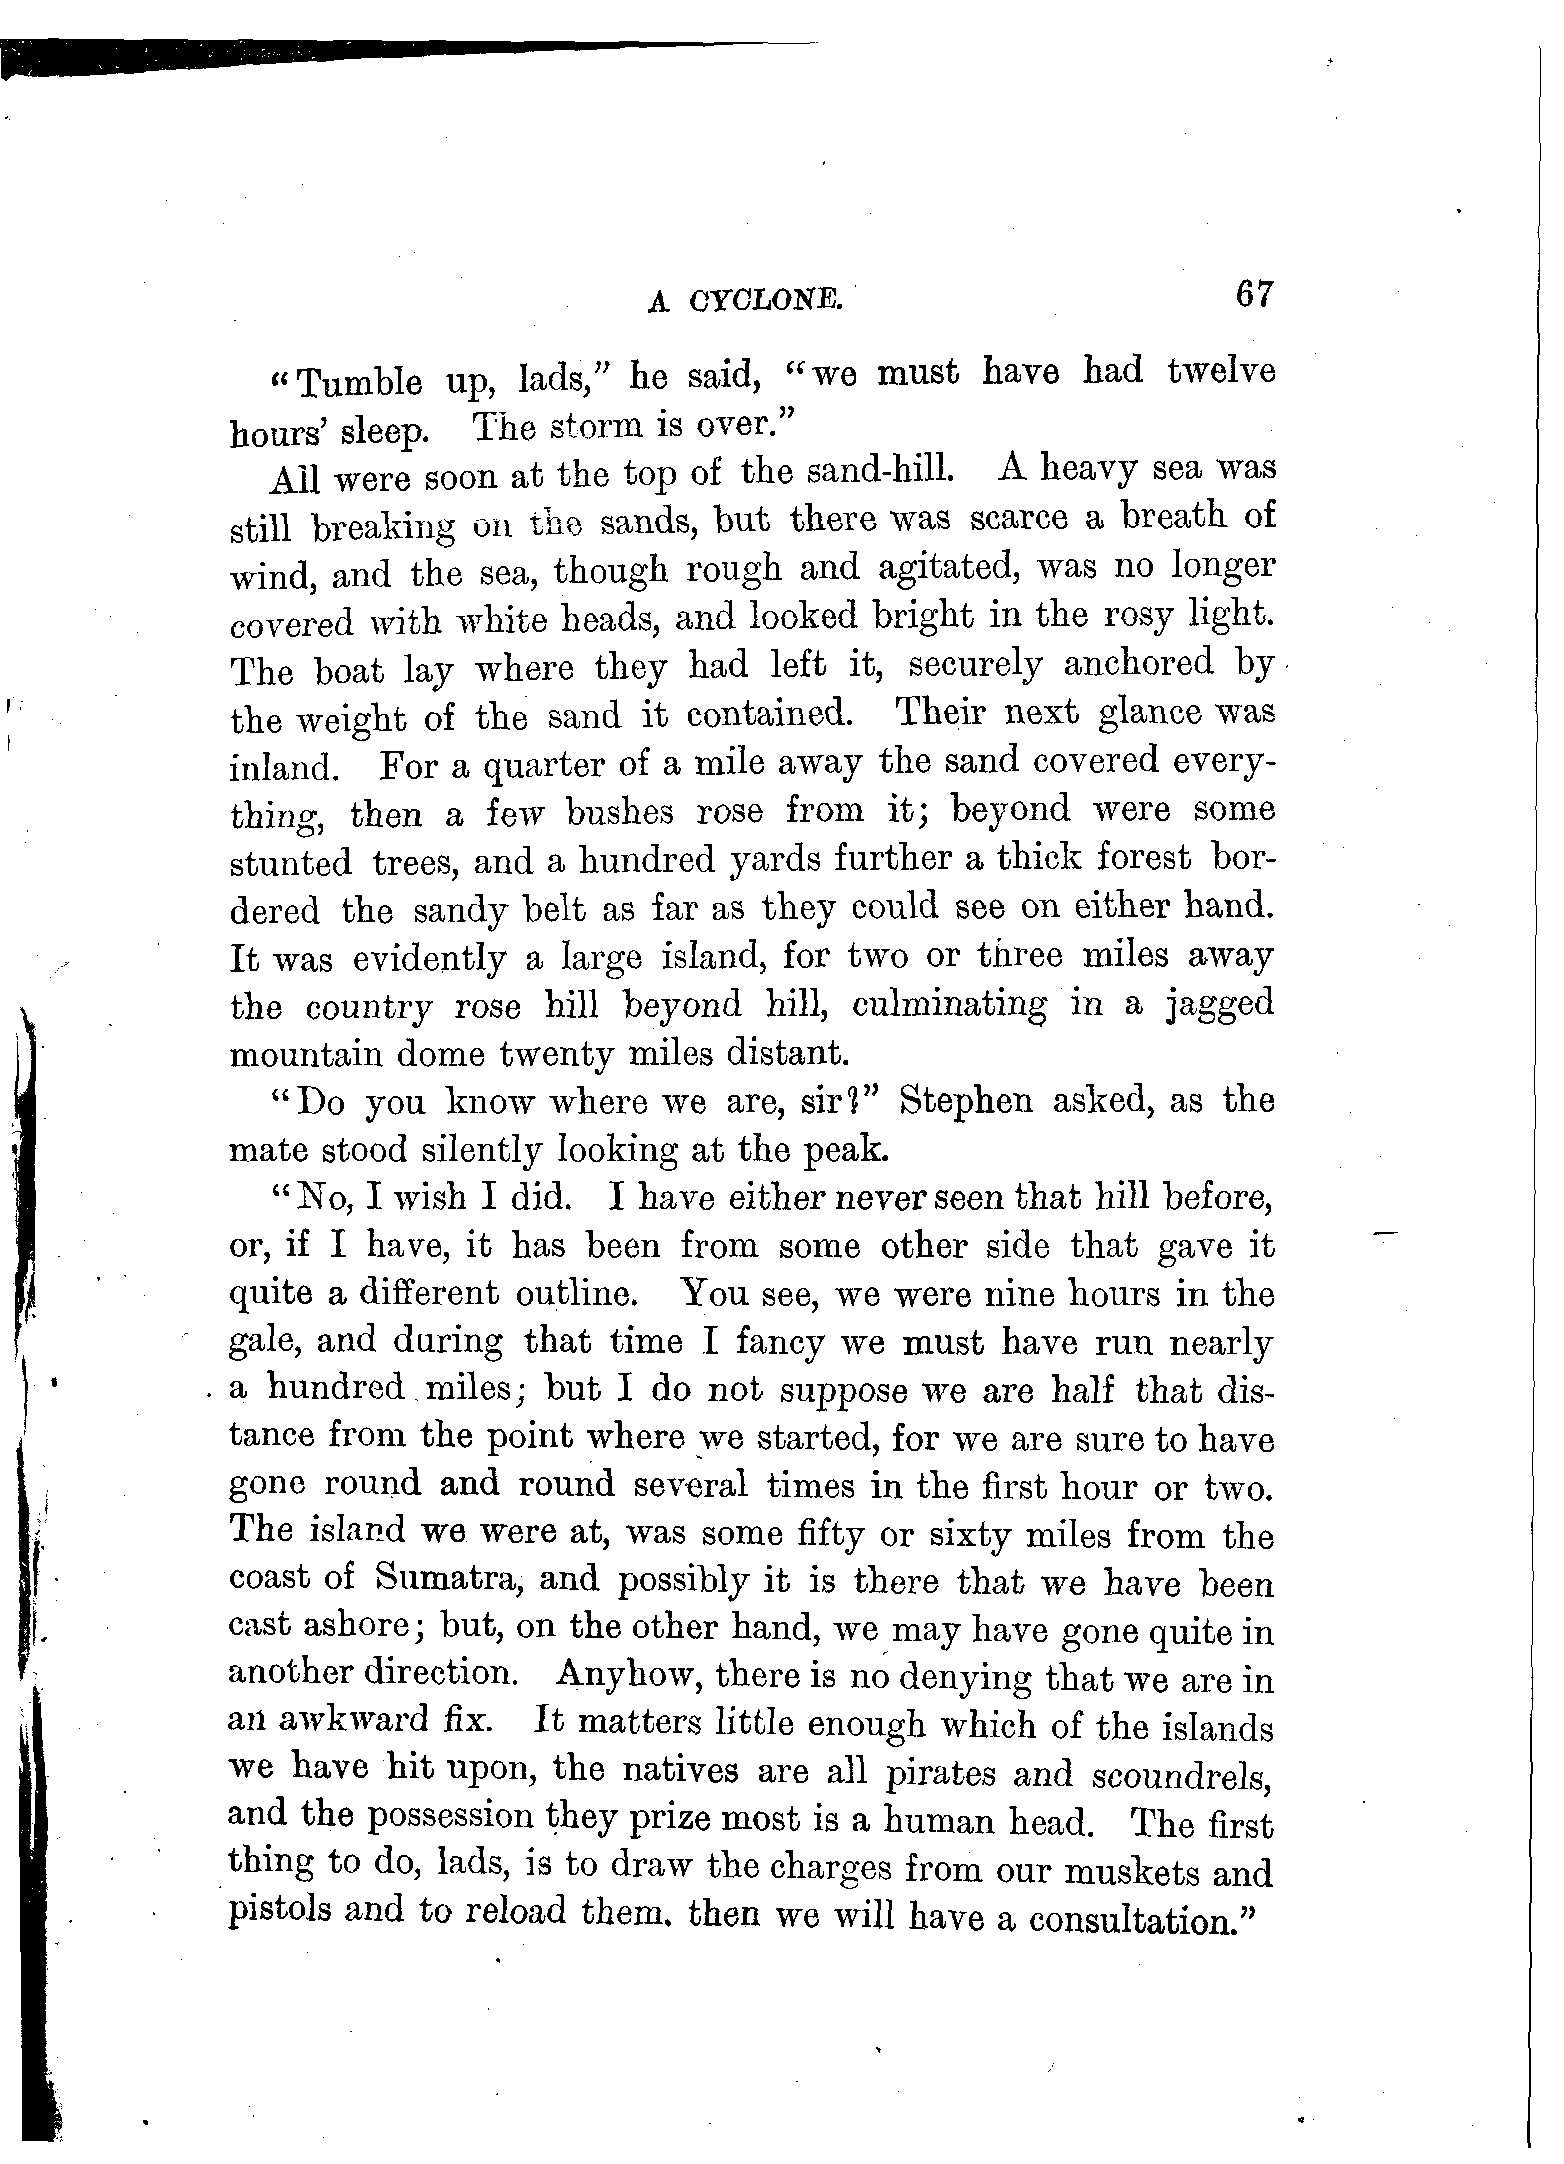 A CYCLONE. 67
"Tumble up, lads," he said, "we must have had twelve
hours' sleep. The storm is over."
All were soon at the top of the sand-hill. A heavy sea was
still breaking on the sands, but there was scarce a breath of
wind, and the sea, though rough and agitated, was no longer
covered with white heads, and looked bright in the rosy light.
The boat lay where they had left it, securely anchored by
the weight of the sand it contained. Their next glance was
inland. For a quarter of a mile away the sand covered every-
thing, then a few bushes rose from it; beyond were some
stunted trees, and a hundred yards further a thick forest bor-
dered the sandy belt as far as they could see on either hand.
It was evidently a large island, for two or three miles away
the country rose hill beyond hill, culminating in a jagged
mountain dome twenty miles distant.
"Do you know where we are, sir?" Stephen asked, as the
mate stood silently looking at the peak.
"No, I wish I did. I have either never seen that hill before,
or, if I have, it has been from some other side that gave it
quite a different outline. You see, we were nine hours in the
gale, and during that time I fancy we must have run nearly
a hundred miles; but I do not suppose we are half that dis-
tance from the point where we started, for we are sure to have
gone round and round several times in the first hour or two.
The island we were at, was some fifty or sixty miles from the
coast of Sumatra, and possibly it is there that we have been
cast ashore; but, on the other hand, we may have gone quite in
another direction. Anyhow, there is no denying that we are in
an awkward fix. It matters little enough which of the islands
we have hit upon, the natives are all pirates and scoundrels,
and the possession they prize most is a human head. The first
thing to do, lads, is to draw the charges from our muskets and
pistols and to reload them. then we will have a consultation."